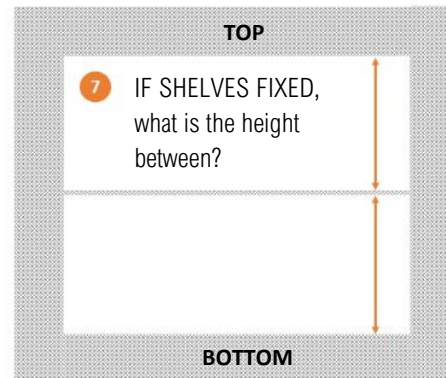 TOP
7 IF SHELVES FIXED,
what is the height
between?
BOTTOM